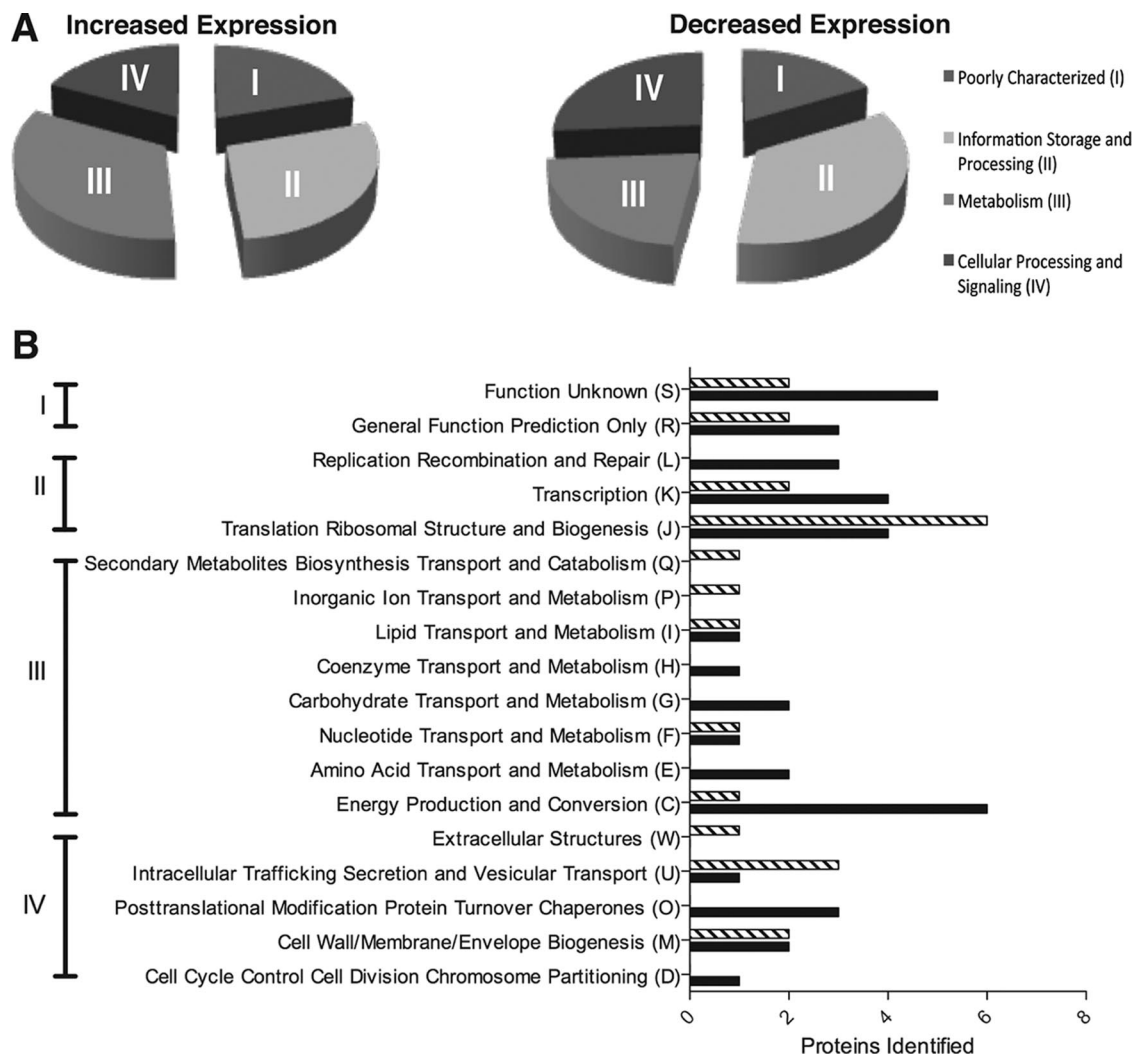 A
Increased Expression
Decreased Expression
IV
I
III
II
IV
I
III
II
Poorly Characterized (I)
Information Storage and
Processing (II)
Metabolism (III)
Cellular Processing and
Signaling (IV)
B
I
II
III
IV
Function Unknown (S)
General Function Prediction Only (R)
Replication Recombination and Repair (L)
Transcription (K)
Translation Ribosomal Structure and Biogenesis (J)
Secondary Metabolites Biosynthesis Transport and Catabolism (Q)
Inorganic Ion Transport and Metabolism (P)
Lipid Transport and Metabolism (I)
Coenzyme Transport and Metabolism (H)
Carbohydrate Transport and Metabolism (G)
Nucleotide Transport and Metabolism (F)
Amino Acid Transport and Metabolism (E)
Energy Production and Conversion (C)
Extracellular Structures (W)
Intracellular Trafficking Secretion and Vesicular Transport (U)
Posttranslational Modification Protein Turnover Chaperones (O)
Cell Wall/Membrane/Envelope Biogenesis (M)
Cell Cycle Control Cell Division Chromosome Partitioning (D)
0 2 4 6 8
Proteins Identified